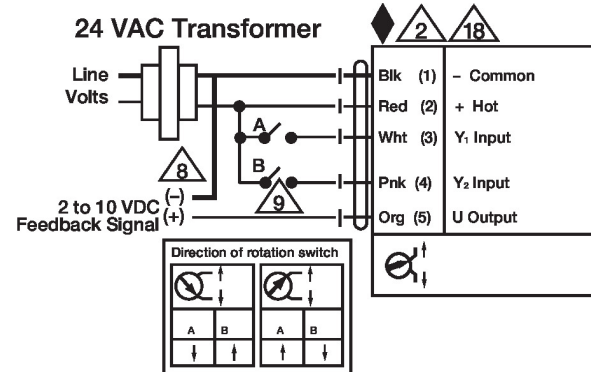 24 VAC Transformer
2 18
Line
Volts
Blk (1) – Common
Red (2) + Hot
A
Wht (3) Y₁ Input
B
Pnk (4) Y₂ Input
8
9
(–)
2 to 10 VDC
Feedback Signal (+)
Org (5) U Output
Direction of rotation switch
A B A B